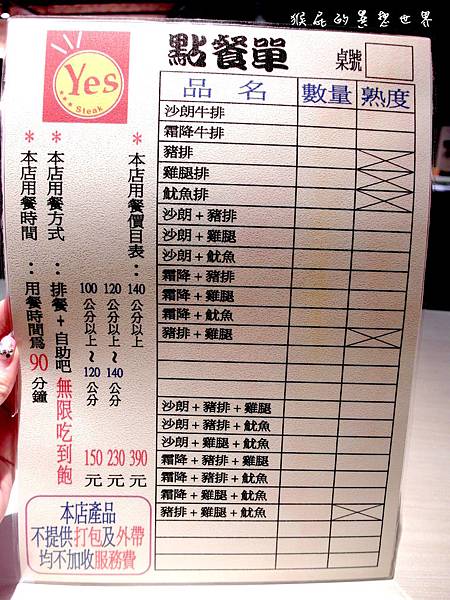 猴屁的異想世界
Yes
Steak
點餐單
桌號
品名 數量 熟度
沙朗牛排
霜降牛排
豬排
雞腿排
魷魚排
沙朗+豬排
沙朗+雞腿
沙朗+魷魚
霜降+豬排
霜降+雞腿
霜降+魷魚
豬排+雞腿
沙朗+豬排+雞腿
沙朗+豬排+魷魚
沙朗+雞腿+魷魚
霜降+豬排+雞腿
霜降+豬排+魷魚
霜降+雞腿+魷魚
豬排+雞腿+魷魚
*本店用餐價目表：
140公分以上 390元
120公分以上~140公分 230元
100公分以上~120公分 150元
*本店用餐方式：排餐+自助吧無限吃到飽
*本店用餐時間：用餐時間為90分鐘
本店產品
不提供打包及外帶
均不加收服務費